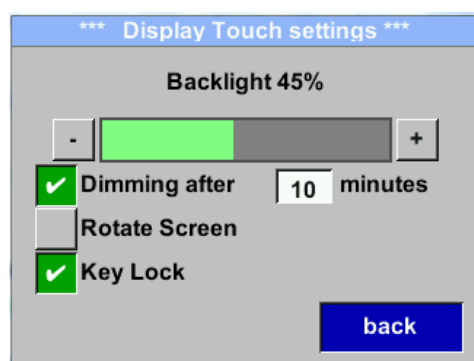 *** Display Touch settings ***
Backlight 45%
- +
Dimming after 10 minutes
Rotate Screen
Key Lock
back